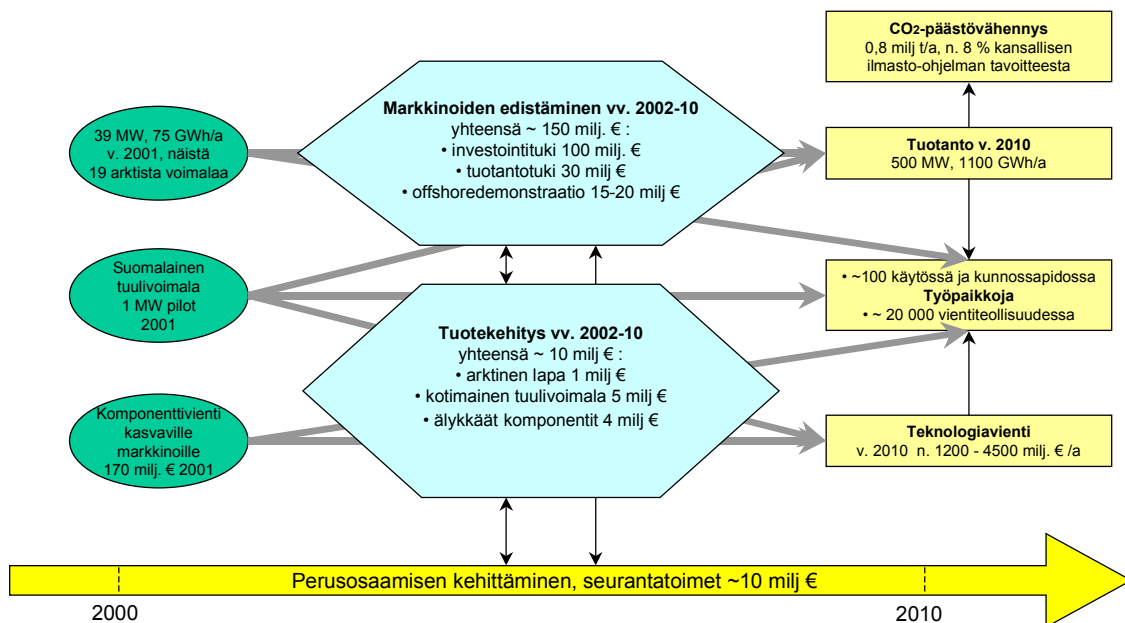 CO2-päästövähennys
0,8 milj t/a, n. 8 % kansallisen
ilmasto-ohjelman tavoitteesta
Markkinoiden edistäminen vv. 2002-10
yhteensä ~ 150 milj. € :
• investointituki 100 milj. €
• tuotantotuki 30 milj €
• offshoredemonstraatio 15-20 milj €
39 MW, 75 GWh/a
v. 2001, näistä
19 arktista voimalaa
Tuotanto v. 2010
500 MW, 1100 GWh/a
Suomalainen
tuulivoimala
1 MW pilot
2001
• ~100 käytössä ja kunnossapidossa
Työpaikkoja
• ~ 20 000 vientiteollisuudessa
Tuotekehitys vv. 2002-10
yhteensä ~ 10 milj € :
• arktinen lapa 1 milj €
• kotimainen tuulivoimala 5 milj €
• älykkäät komponentit 4 milj €
Komponenttivienti
kasvaville
markkinoille
170 milj. € 2001
Teknologiavienti
v. 2010 n. 1200 - 4500 milj. € /a
Perusosaamisen kehittäminen, seurantatoimet ~10 milj €
2000
2010